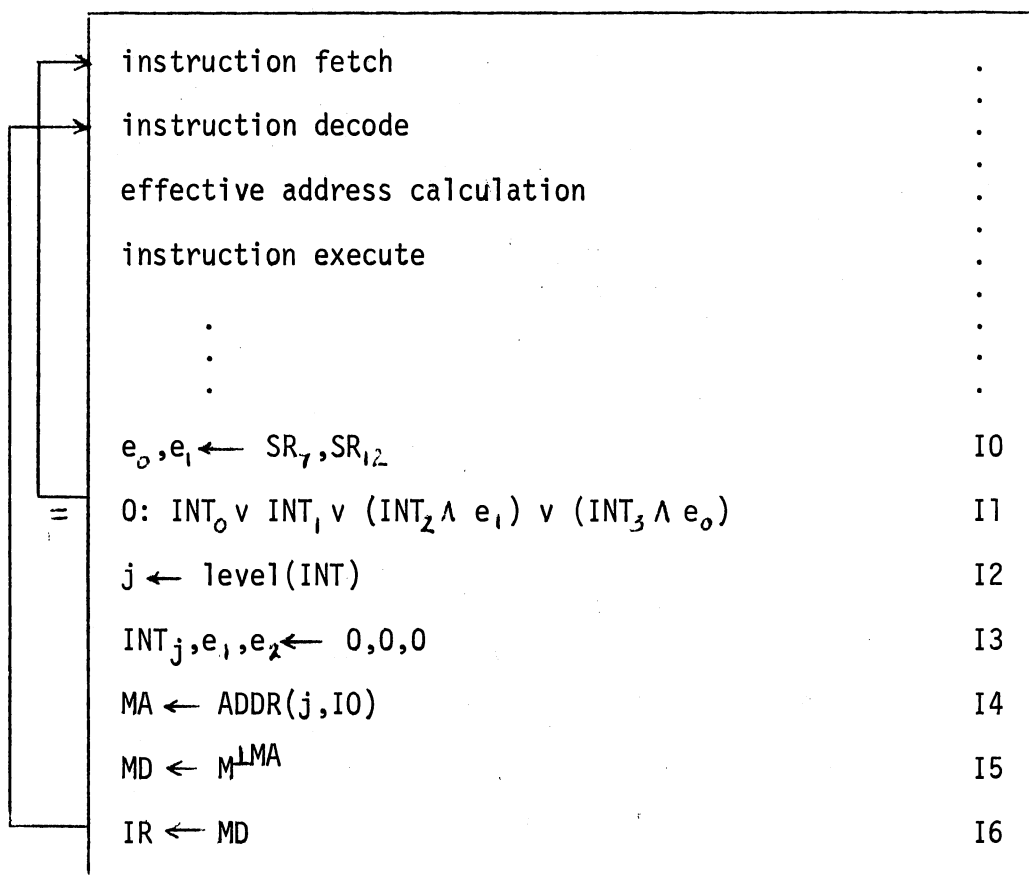 instruction fetch .
.
instruction decode .
.
effective address calculation .
.
instruction execute .
.
. .
. .
. .
e₀,e₁ ← SR₇,SR₁₂ I0
= 0: INT₀ ∨ INT₁ ∨ (INT₂ ∧ e₁) ∨ (INT₃ ∧ e₀) I1
j ← level(INT) I2
INTⱼ,e₁,e₂ ← 0,0,0 I3
MA ← ADDR(j,IO) I4
MD ← M^⊥MA I5
IR ← MD I6